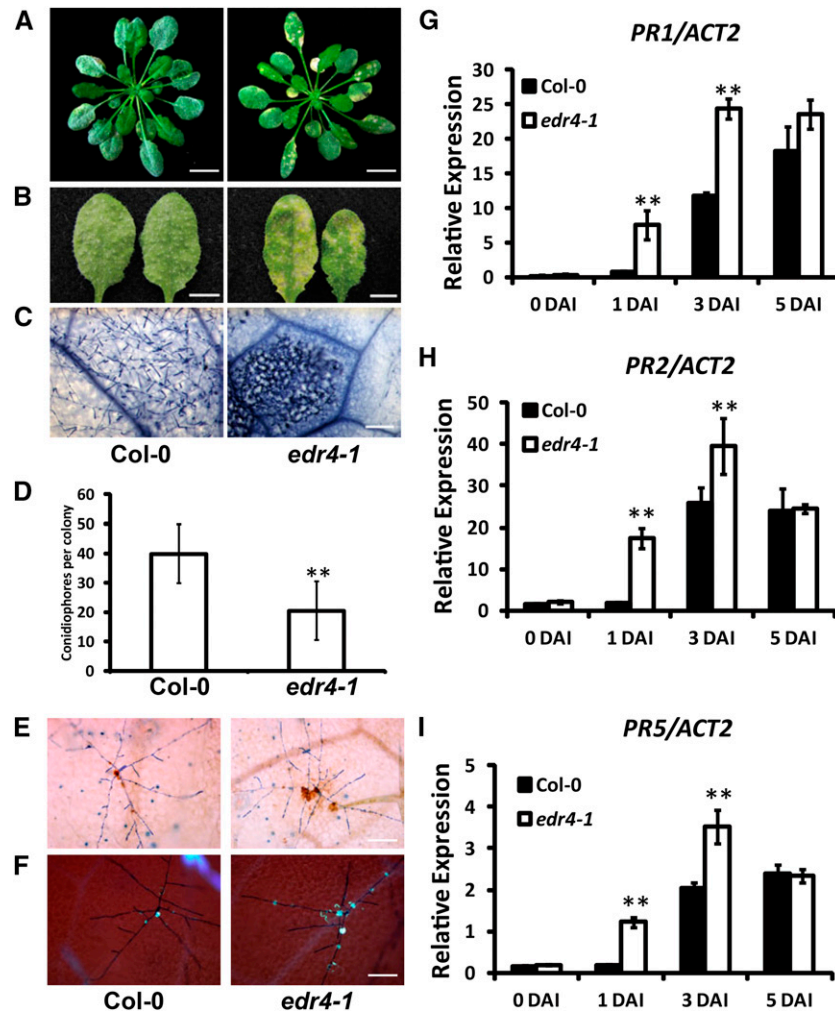 A
B
C
Col-0 edr4-1
D
Conidiophores per colony
60
50
40
30
20
10
0
**
Col-0 edr4-1
E
F
Col-0 edr4-1
G
PR1/ACT2
Relative Expression
30
25
20
15
10
5
0
Col-0
edr4-1
**
**
0 DAI 1 DAI 3 DAI 5 DAI
H
PR2/ACT2
Relative Expression
50
40
30
20
10
0
Col-0
edr4-1
**
**
0 DAI 1 DAI 3 DAI 5 DAI
I
PR5/ACT2
Relative Expression
5
4
3
2
1
0
Col-0
edr4-1
**
**
0 DAI 1 DAI 3 DAI 5 DAI